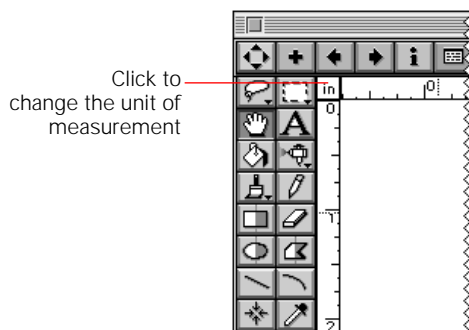 Click to
change the unit of
measurement
i
in
0
0
A
1
2